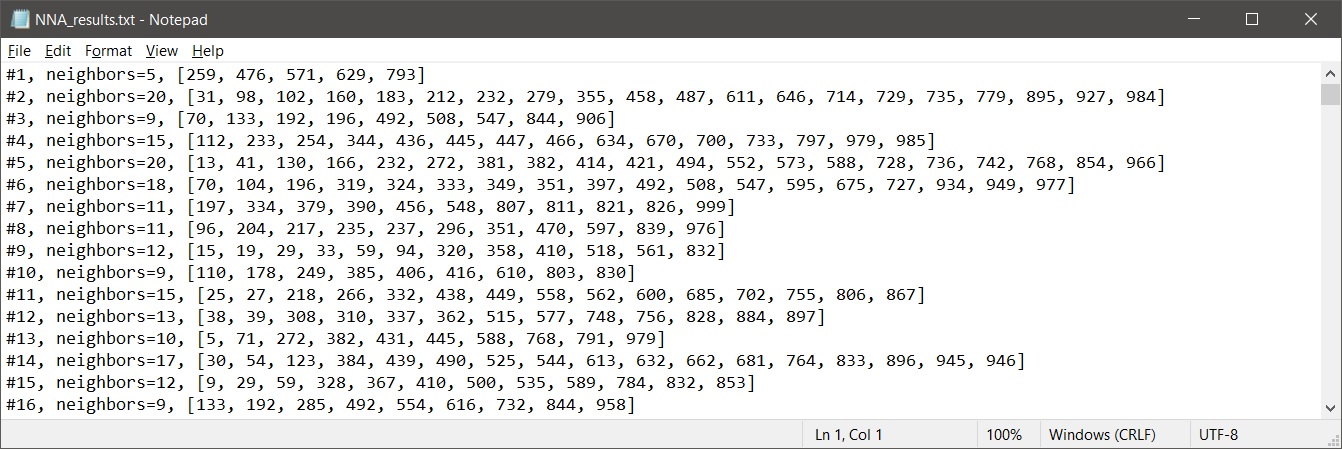 NNA_results.txt - Notepad
File Edit Format View Help
#1, neighbors=5, [259, 476, 571, 629, 793]
#2, neighbors=20, [31, 98, 102, 160, 183, 212, 232, 279, 355, 458, 487, 611, 646, 714, 729, 735, 779, 895, 927, 984]
#3, neighbors=9, [70, 133, 192, 196, 492, 508, 547, 844, 906]
#4, neighbors=15, [112, 233, 254, 344, 436, 445, 447, 466, 634, 670, 700, 733, 797, 979, 985]
#5, neighbors=20, [13, 41, 130, 166, 232, 272, 381, 382, 414, 421, 494, 552, 573, 588, 728, 736, 742, 768, 854, 966]
#6, neighbors=18, [70, 104, 196, 319, 324, 333, 349, 351, 397, 492, 508, 547, 595, 675, 727, 934, 949, 977]
#7, neighbors=11, [197, 334, 379, 390, 456, 548, 807, 811, 821, 826, 999]
#8, neighbors=11, [96, 204, 217, 235, 237, 296, 351, 470, 597, 839, 976]
#9, neighbors=12, [15, 19, 29, 33, 59, 94, 320, 358, 410, 518, 561, 832]
#10, neighbors=9, [110, 178, 249, 385, 406, 416, 610, 803, 830]
#11, neighbors=15, [25, 27, 218, 266, 332, 438, 449, 558, 562, 600, 685, 702, 755, 806, 867]
#12, neighbors=13, [38, 39, 308, 310, 337, 362, 515, 577, 748, 756, 828, 884, 897]
#13, neighbors=10, [5, 71, 272, 382, 431, 445, 588, 768, 791, 979]
#14, neighbors=17, [30, 54, 123, 384, 439, 490, 525, 544, 613, 632, 662, 681, 764, 833, 896, 945, 946]
#15, neighbors=12, [9, 29, 59, 328, 367, 410, 500, 535, 589, 784, 832, 853]
#16, neighbors=9, [133, 192, 285, 492, 554, 616, 732, 844, 958]
Ln 1, Col 1 100% Windows (CRLF) UTF-8